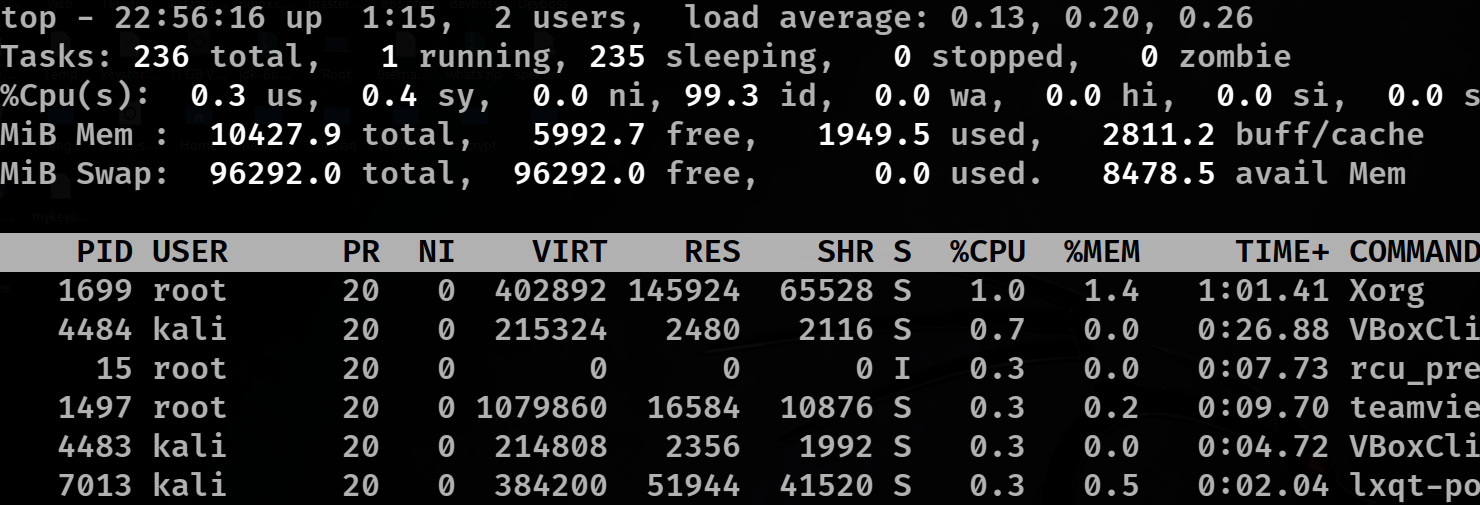 top - 22:56:16 up  1:15,  2 users,  load average: 0.13, 0.20, 0.26
Tasks: 236 total,   1 running, 235 sleeping,   0 stopped,   0 zombie
%Cpu(s):  0.3 us,  0.4 sy,  0.0 ni, 99.3 id,  0.0 wa,  0.0 hi,  0.0 si,  0.0 s
MiB Mem :  10427.9 total,   5992.7 free,   1949.5 used,   2811.2 buff/cache
MiB Swap:  96292.0 total,  96292.0 free,      0.0 used.   8478.5 avail Mem
    PID USER      PR  NI    VIRT    RES    SHR S  %CPU  %MEM     TIME+ COMMAND
   1699 root      20   0  402892 145924  65528 S   1.0   1.4   1:01.41 Xorg
   4484 kali      20   0  215324   2480   2116 S   0.7   0.0   0:26.88 VBoxCli
     15 root      20   0       0      0      0 I   0.3   0.0   0:07.73 rcu_pre
   1497 root      20   0 1079860  16584  10876 S   0.3   0.2   0:09.70 teamvie
   4483 kali      20   0  214808   2356   1992 S   0.3   0.0   0:04.72 VBoxCli
   7013 kali      20   0  384200  51944  41520 S   0.3   0.5   0:02.04 lxqt-po